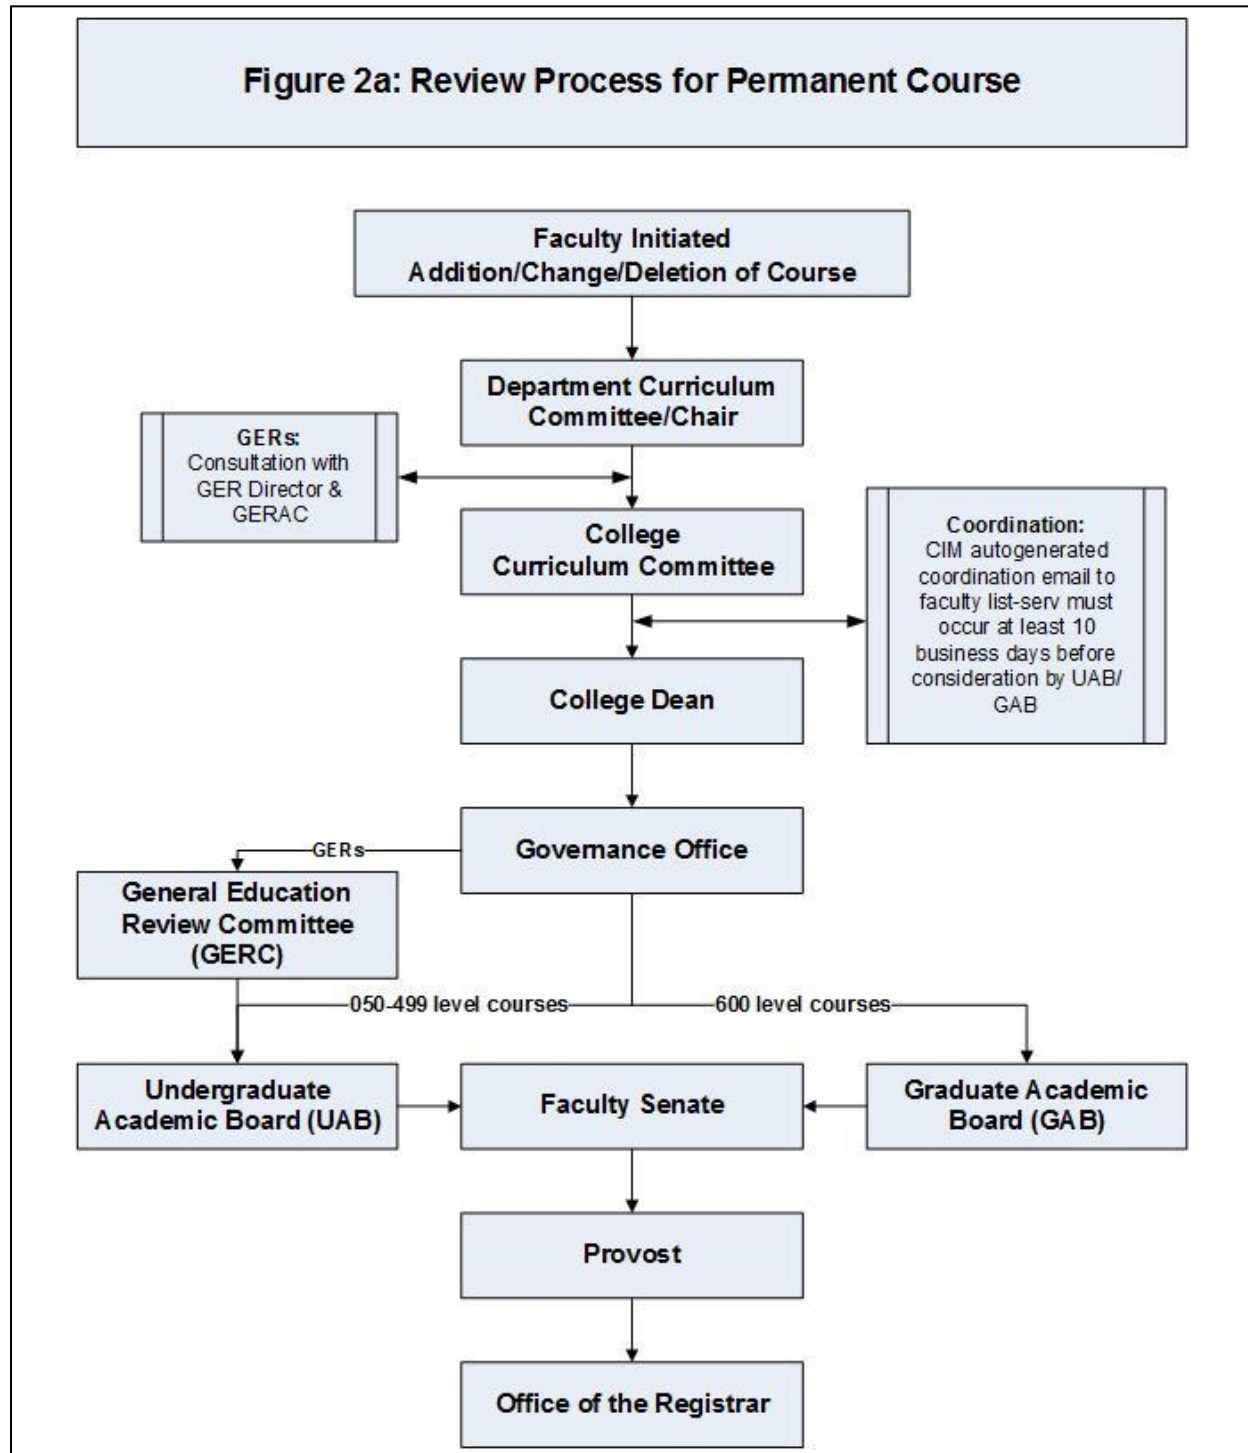 Figure 2a: Review Process for Permanent Course
Faculty Initiated
Addition/Change/Deletion of Course
Department Curriculum
Committee/Chair
GERs:
Consultation with
GER Director &
GERAC
College
Curriculum Committee
Coordination:
CIM autogenerated
coordination email to
faculty list-serv must
occur at least 10
business days before
consideration by UAB/
GAB
College Dean
Governance Office
GERs
General Education
Review Committee
(GERC)
050-499 level courses
600 level courses
Undergraduate
Academic Board (UAB)
Faculty Senate
Graduate Academic
Board (GAB)
Provost
Office of the Registrar